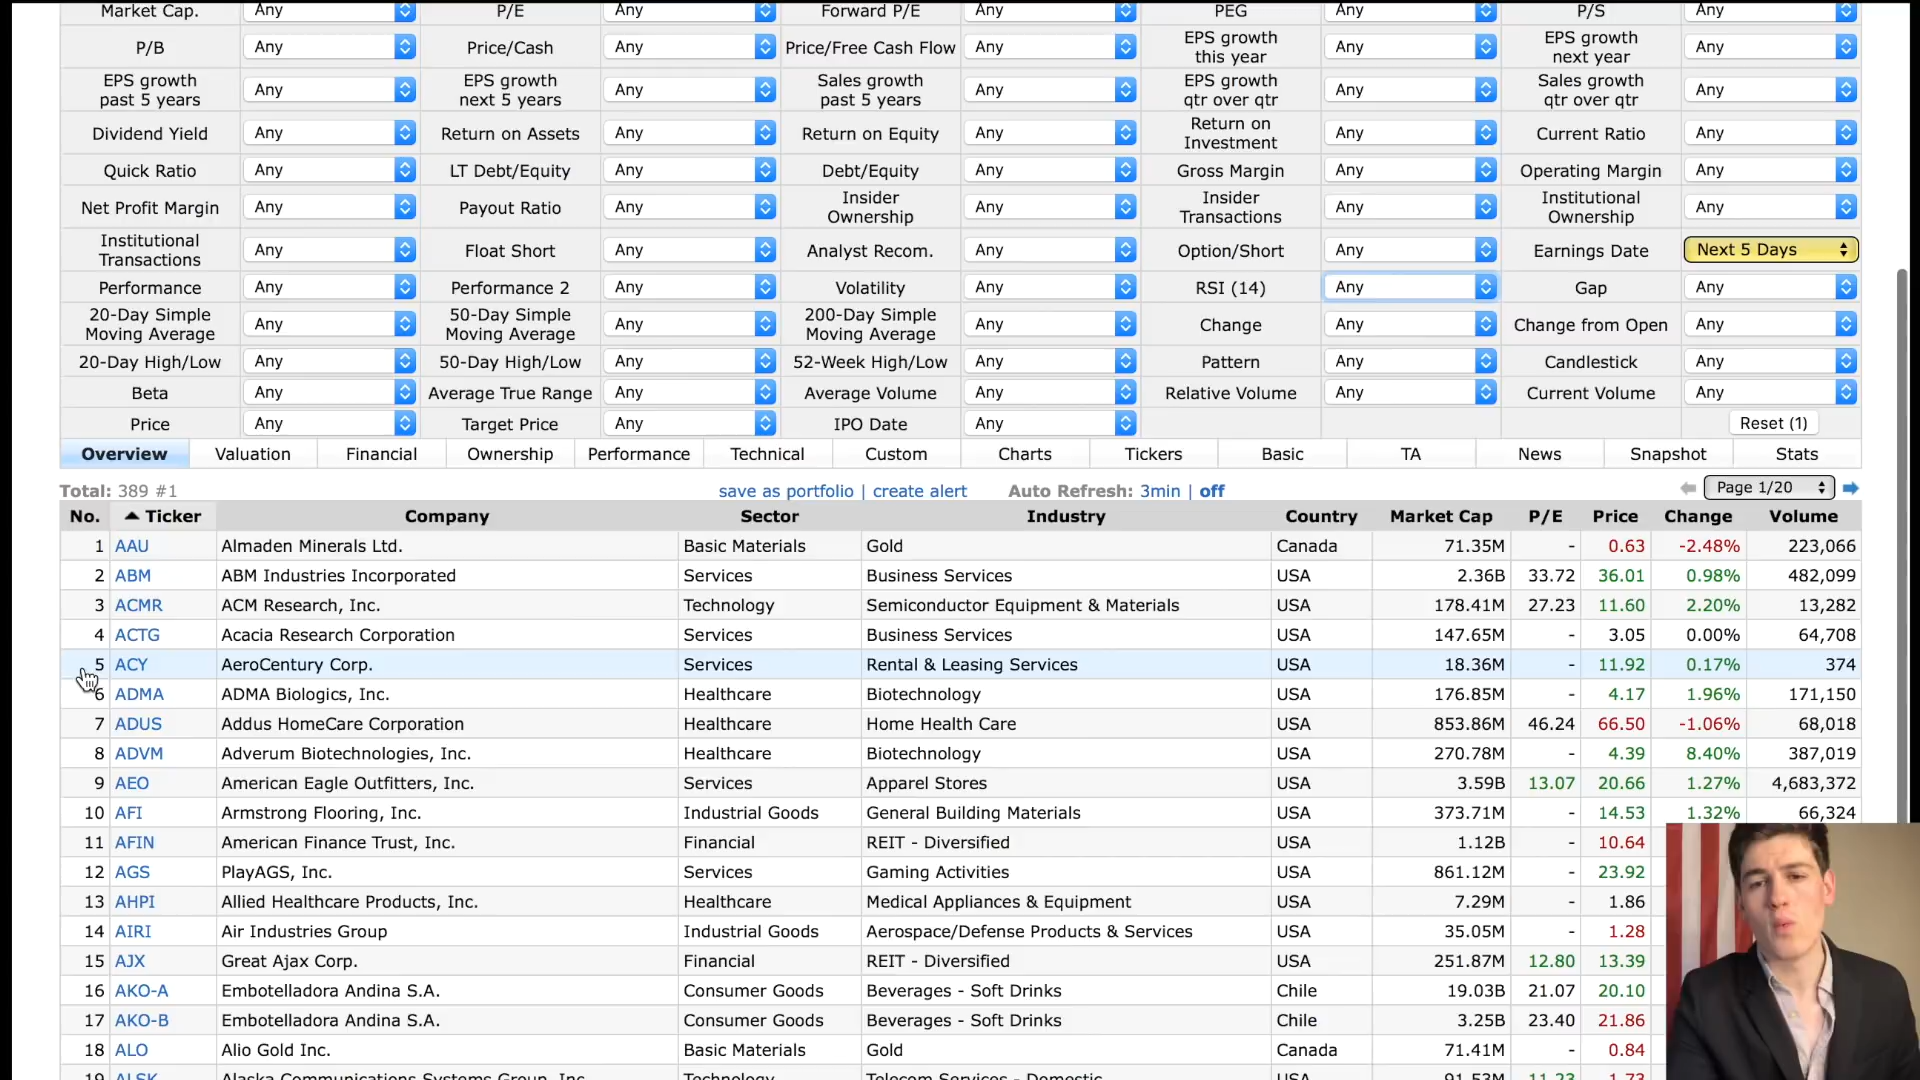 Market Cap. Any P/E Any Forward P/E Any PEG Any P/S Any
P/B Any Price/Cash Any Price/Free Cash Flow Any EPS growth this year Any EPS growth next year Any
EPS growth past 5 years Any EPS growth next 5 years Any Sales growth past 5 years Any EPS growth qtr over qtr Any Sales growth qtr over qtr Any
Dividend Yield Any Return on Assets Any Return on Equity Any Return on Investment Any Current Ratio Any
Quick Ratio Any LT Debt/Equity Any Debt/Equity Any Gross Margin Any Operating Margin Any
Net Profit Margin Any Payout Ratio Any Insider Ownership Any Insider Transactions Any Institutional Ownership Any
Institutional Transactions Any Float Short Any Analyst Recom. Any Option/Short Any Earnings Date Next 5 Days
Performance Any Performance 2 Any Volatility Any RSI (14) Any Gap Any
20-Day Simple Moving Average Any 50-Day Simple Moving Average Any 200-Day Simple Moving Average Any Change Any Change from Open Any
20-Day High/Low Any 50-Day High/Low Any 52-Week High/Low Any Pattern Any Candlestick Any
Beta Any Average True Range Any Average Volume Any Relative Volume Any Current Volume Any
Price Any Target Price Any IPO Date Any Reset (1)
Overview Valuation Financial Ownership Performance Technical Custom Charts Tickers Basic TA News Snapshot Stats
Total: 389 #1 save as portfolio | create alert Auto Refresh: 3min | off Page 1/20
No. Ticker Company Sector Industry Country Market Cap P/E Price Change Volume
1 AAU Almaden Minerals Ltd. Basic Materials Gold Canada 71.35M - 0.63 -2.48% 223,066
2 ABM ABM Industries Incorporated Services Business Services USA 2.36B 33.72 36.01 0.98% 482,099
3 ACMR ACM Research, Inc. Technology Semiconductor Equipment & Materials USA 178.41M 27.23 11.60 2.20% 13,282
4 ACTG Acacia Research Corporation Services Business Services USA 147.65M - 3.05 0.00% 64,708
5 ACY AeroCentury Corp. Services Rental & Leasing Services USA 18.36M - 11.92 0.17% 374
6 ADMA ADMA Biologics, Inc. Healthcare Biotechnology USA 176.85M - 4.17 1.96% 171,150
7 ADUS Addus HomeCare Corporation Healthcare Home Health Care USA 853.86M 46.24 66.50 -1.06% 68,018
8 ADVM Adverum Biotechnologies, Inc. Healthcare Biotechnology USA 270.78M - 4.39 8.40% 387,019
9 AEO American Eagle Outfitters, Inc. Services Apparel Stores USA 3.59B 13.07 20.66 1.27% 4,683,372
10 AFI Armstrong Flooring, Inc. Industrial Goods General Building Materials USA 373.71M - 14.53 1.32% 66,324
11 AFIN American Finance Trust, Inc. Financial REIT - Diversified USA 1.12B - 10.64
12 AGS PlayAGS, Inc. Services Gaming Activities USA 861.12M - 23.92
13 AHPI Allied Healthcare Products, Inc. Healthcare Medical Appliances & Equipment USA 7.29M - 1.86
14 AIRI Air Industries Group Industrial Goods Aerospace/Defense Products & Services USA 35.05M - 1.28
15 AJX Great Ajax Corp. Financial REIT - Diversified USA 251.87M 12.80 13.39
16 AKO-A Embotelladora Andina S.A. Consumer Goods Beverages - Soft Drinks Chile 19.03B 21.07 20.10
17 AKO-B Embotelladora Andina S.A. Consumer Goods Beverages - Soft Drinks Chile 3.25B 23.40 21.86
18 ALO Alio Gold Inc. Basic Materials Gold Canada 71.41M - 0.84
19 ALSK Alaska Communications Systems Group, Inc. Technology Telecom Services - Domestic USA 91.53M 11.23 1.73